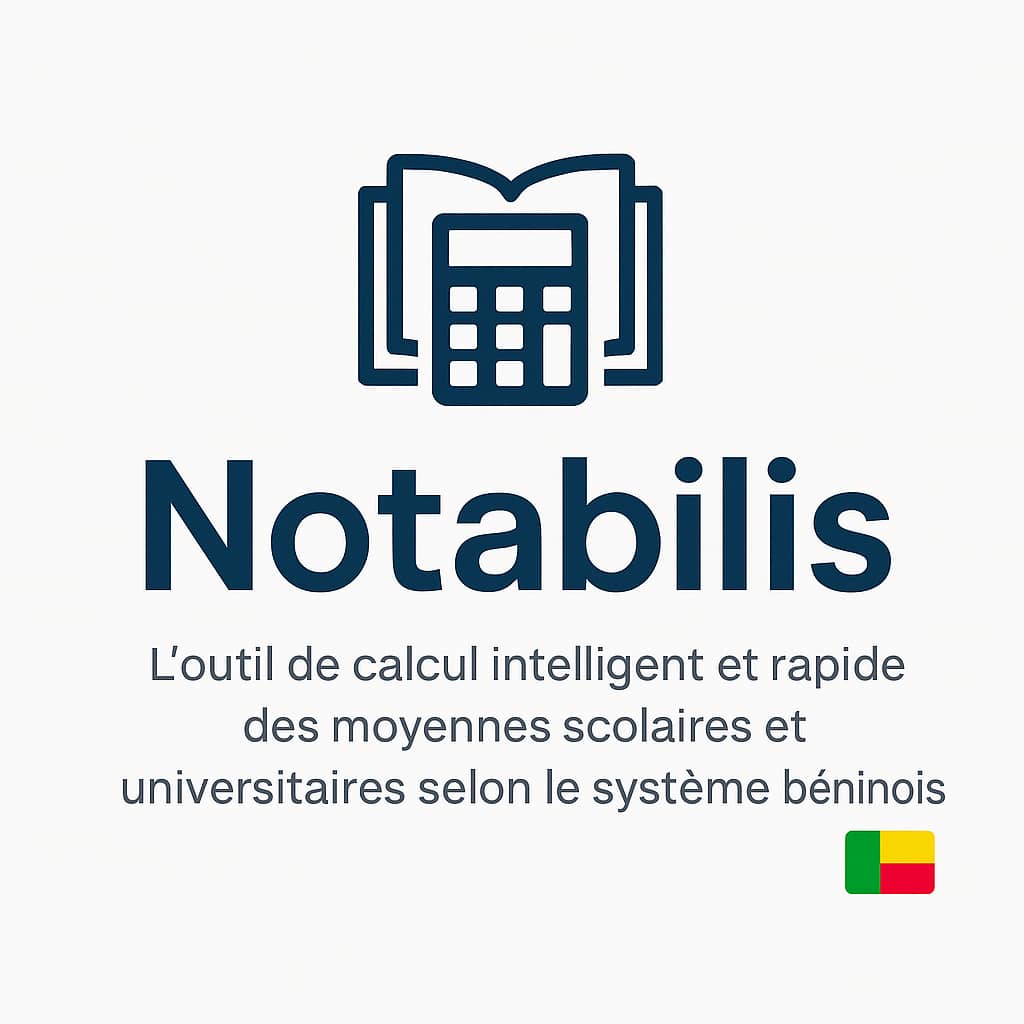 Notabilis
L'outil de calcul intelligent et rapide
des moyennes scolaires et
universitaires selon le système béninois